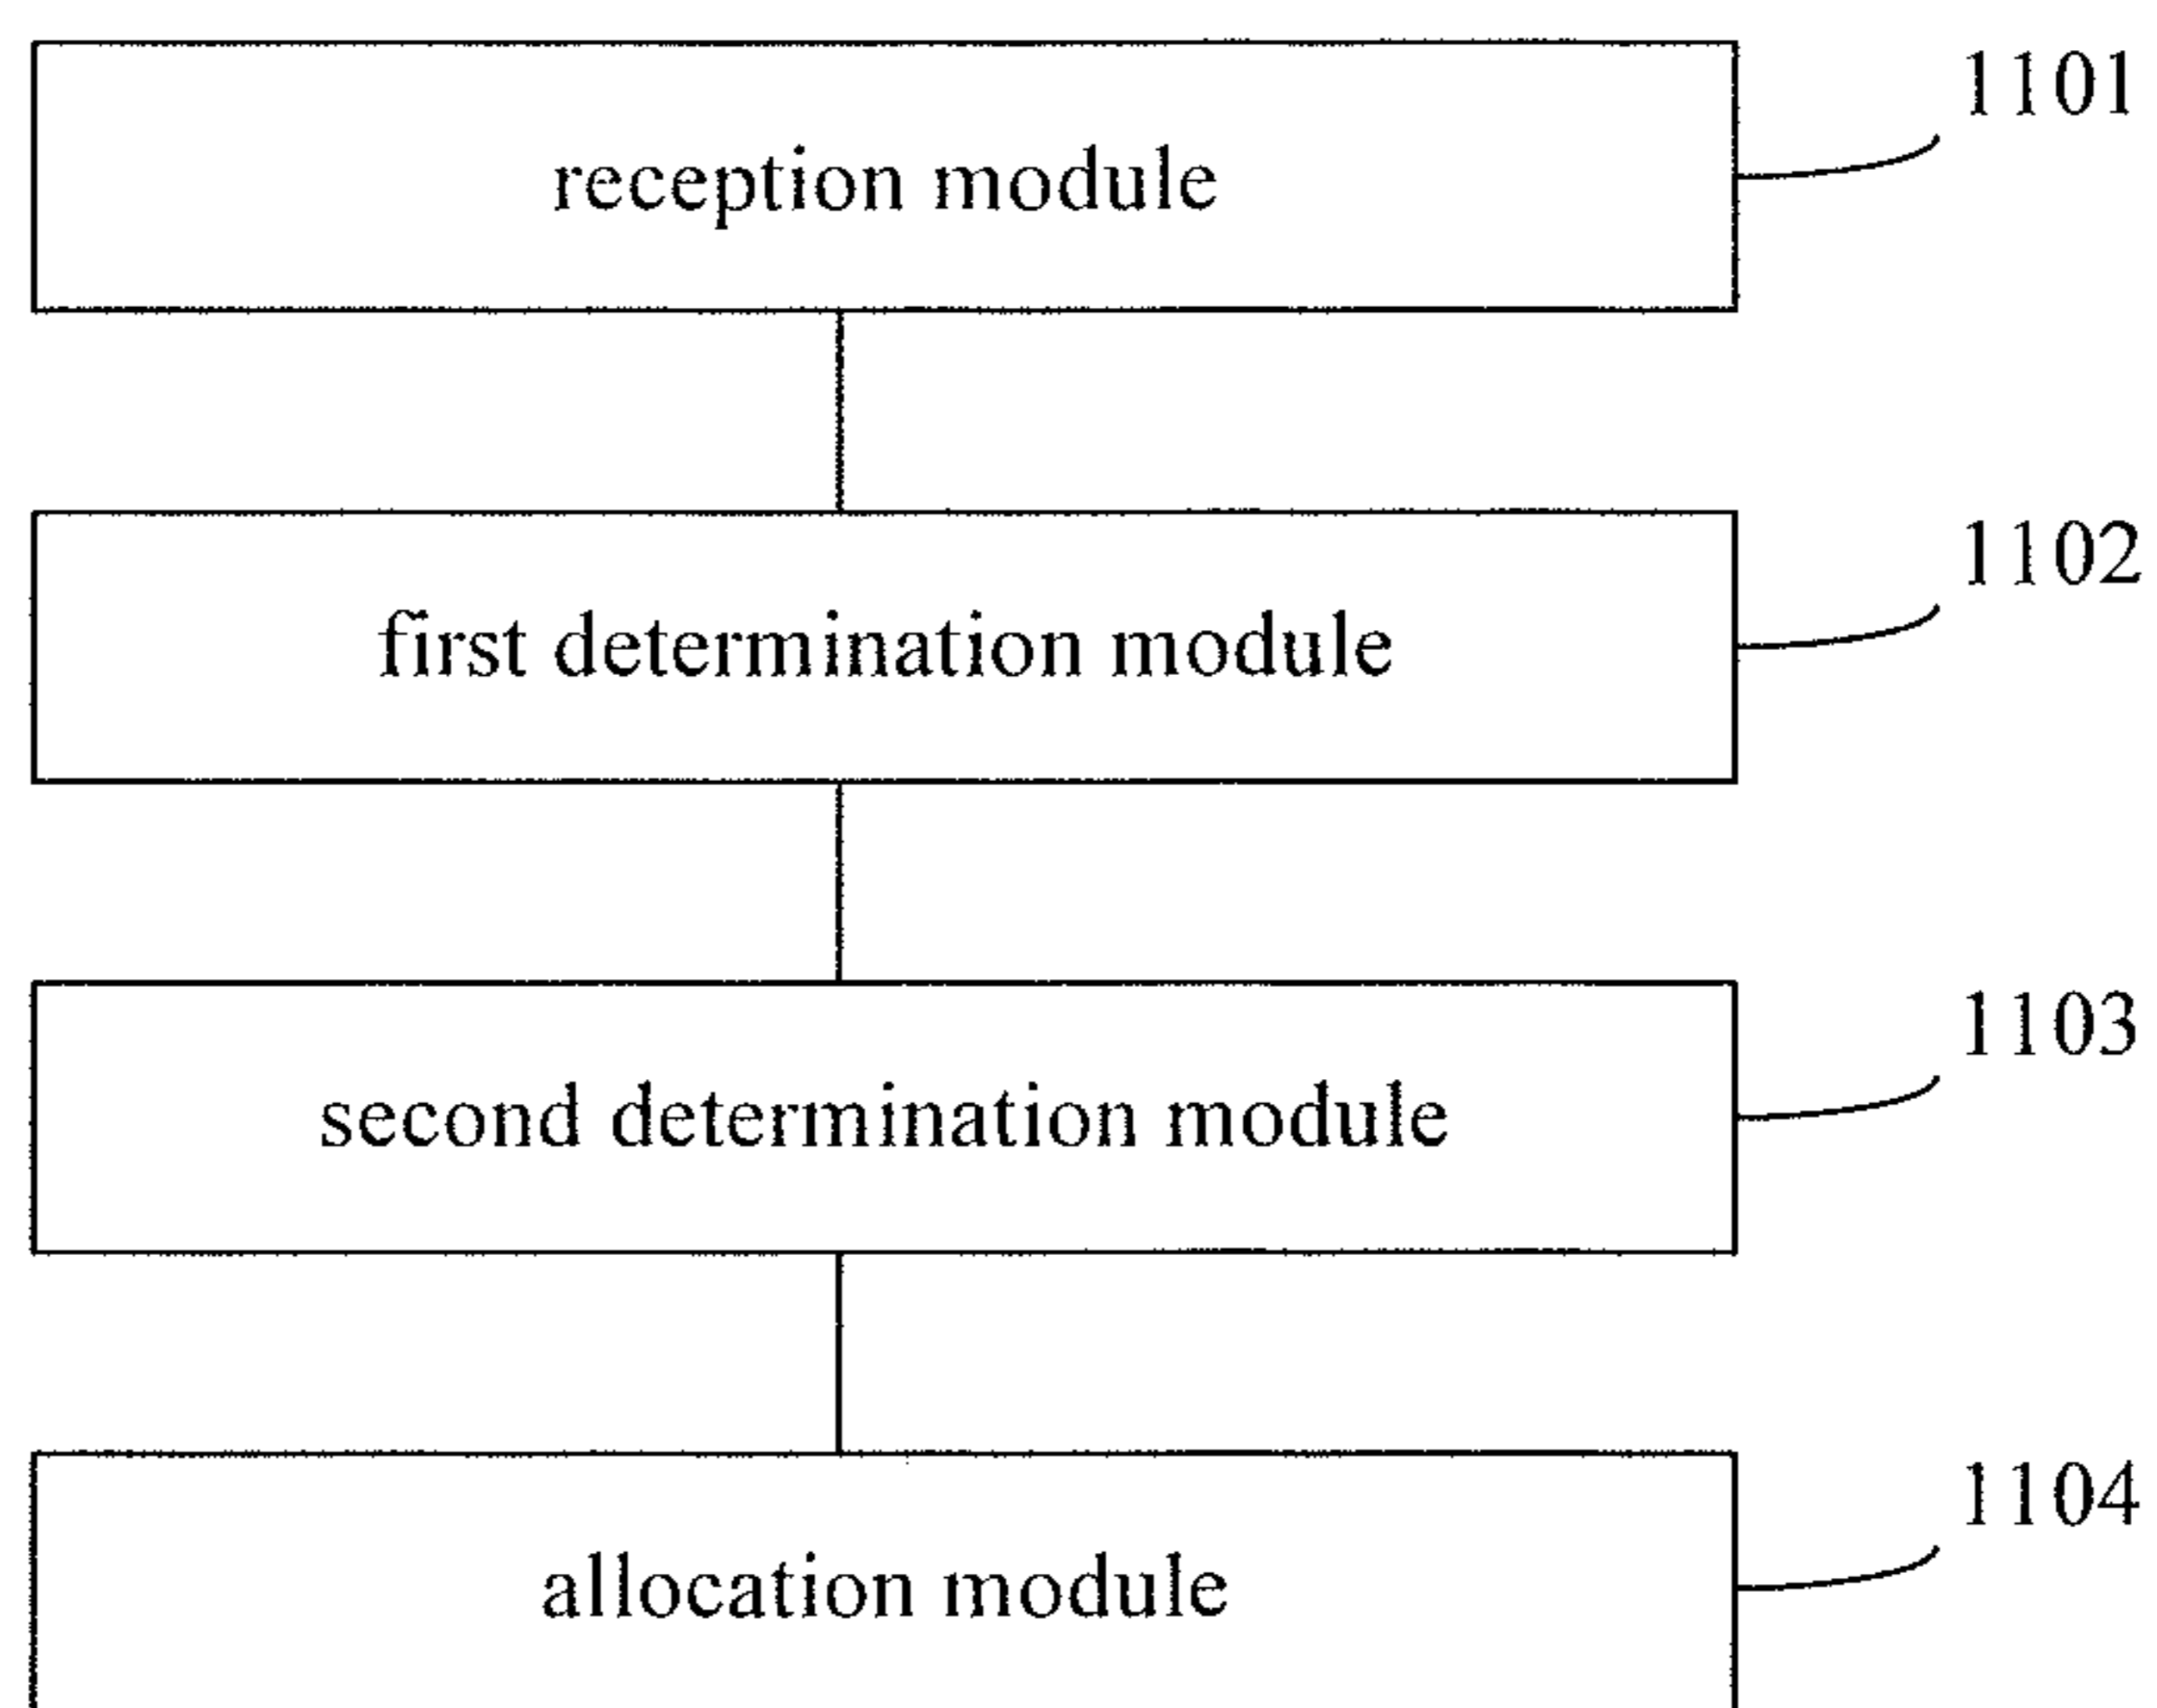 1101
reception module
1102
first determination module
1103
second determination module
1104
allocation module